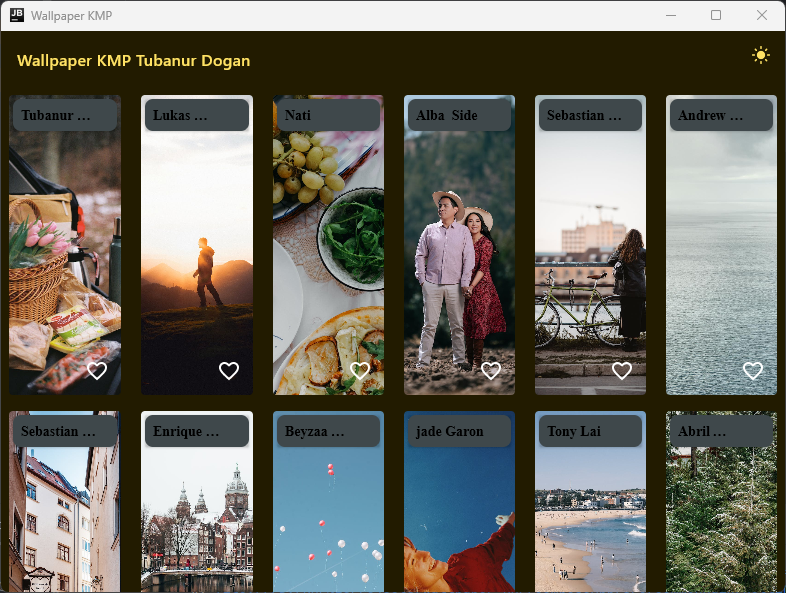 JB
Wallpaper KMP
Wallpaper KMP Tubanur Dogan
Tubanur ...
Lukas ...
Nati
Alba  Side
Sebastian ...
Andrew ...
Sebastian ...
Enrique ...
Beyzaa ...
jade Garon
Tony Lai
Abril ...